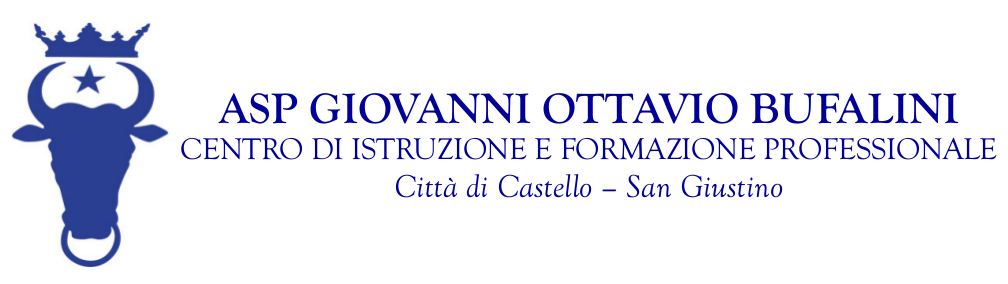 ASP GIOVANNI OTTAVIO BUFALINI
CENTRO DI ISTRUZIONE E FORMAZIONE PROFESSIONALE
Città di Castello – San Giustino